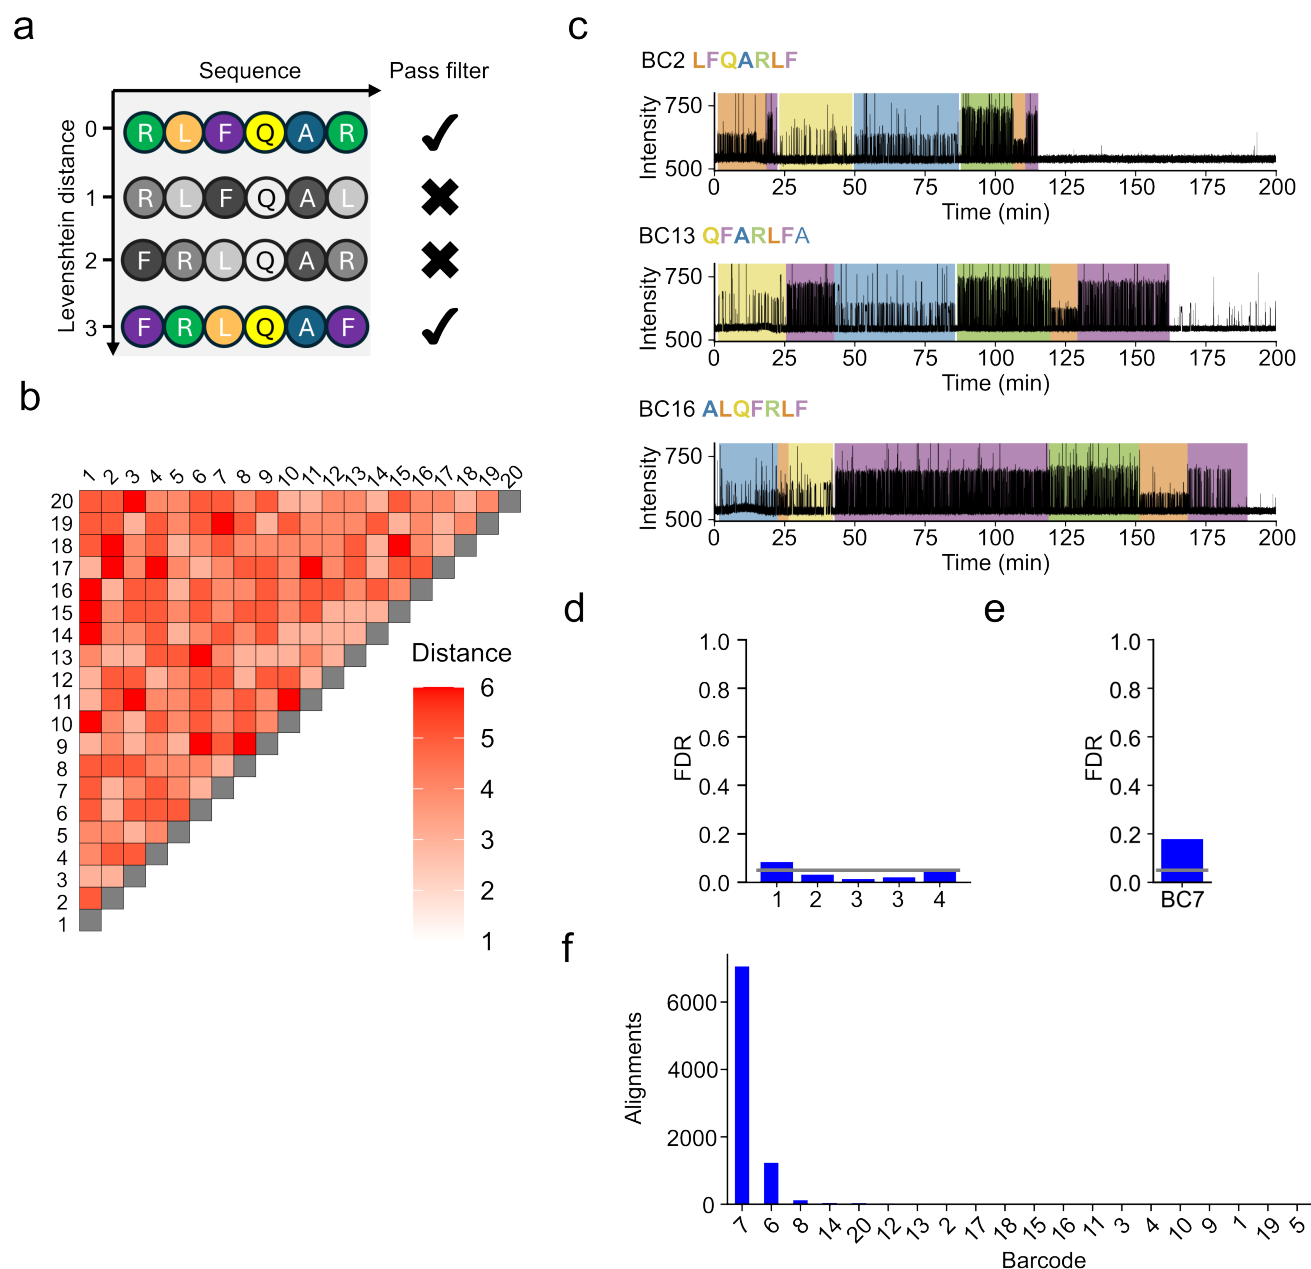 a
Sequence
Pass filter
Levenshtein distance
0
R L F Q A R
1
R L F Q A L
2
F R L Q A R
3
F R L Q A F
b
1 2 3 4 5 6 7 8 9 10 11 12 13 14 15 16 17 18 19 20
20
19
18
17
16
15
14
13
12
11
10
9
8
7
6
5
4
3
2
1
Distance
6
5
4
3
2
1
c
BC2 LFQARLF
Intensity
750
500
0 25 50 75 100 125 150 175 200
Time (min)
BC13 QFARLFA
Intensity
750
500
0 25 50 75 100 125 150 175 200
Time (min)
BC16 ALQFRLF
Intensity
750
500
0 25 50 75 100 125 150 175 200
Time (min)
d
FDR
1.0
0.8
0.6
0.4
0.2
0.0
1 2 3 3 4
e
FDR
1.0
0.8
0.6
0.4
0.2
0.0
BC7
f
Alignments
6000
4000
2000
0
7 6 8 14 20 12 13 2 17 18 15 16 11 3 4 10 9 1 19 5
Barcode